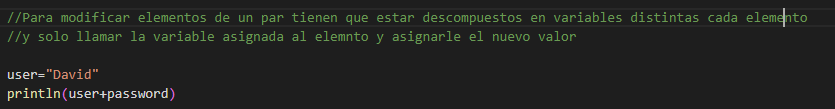 //Para modificar elementos de un par tienen que estar descompuestos en variables distintas cada elemento
//y solo llamar la variable asignada al elemnto y asignarle el nuevo valor
user="David"
println(user+password)